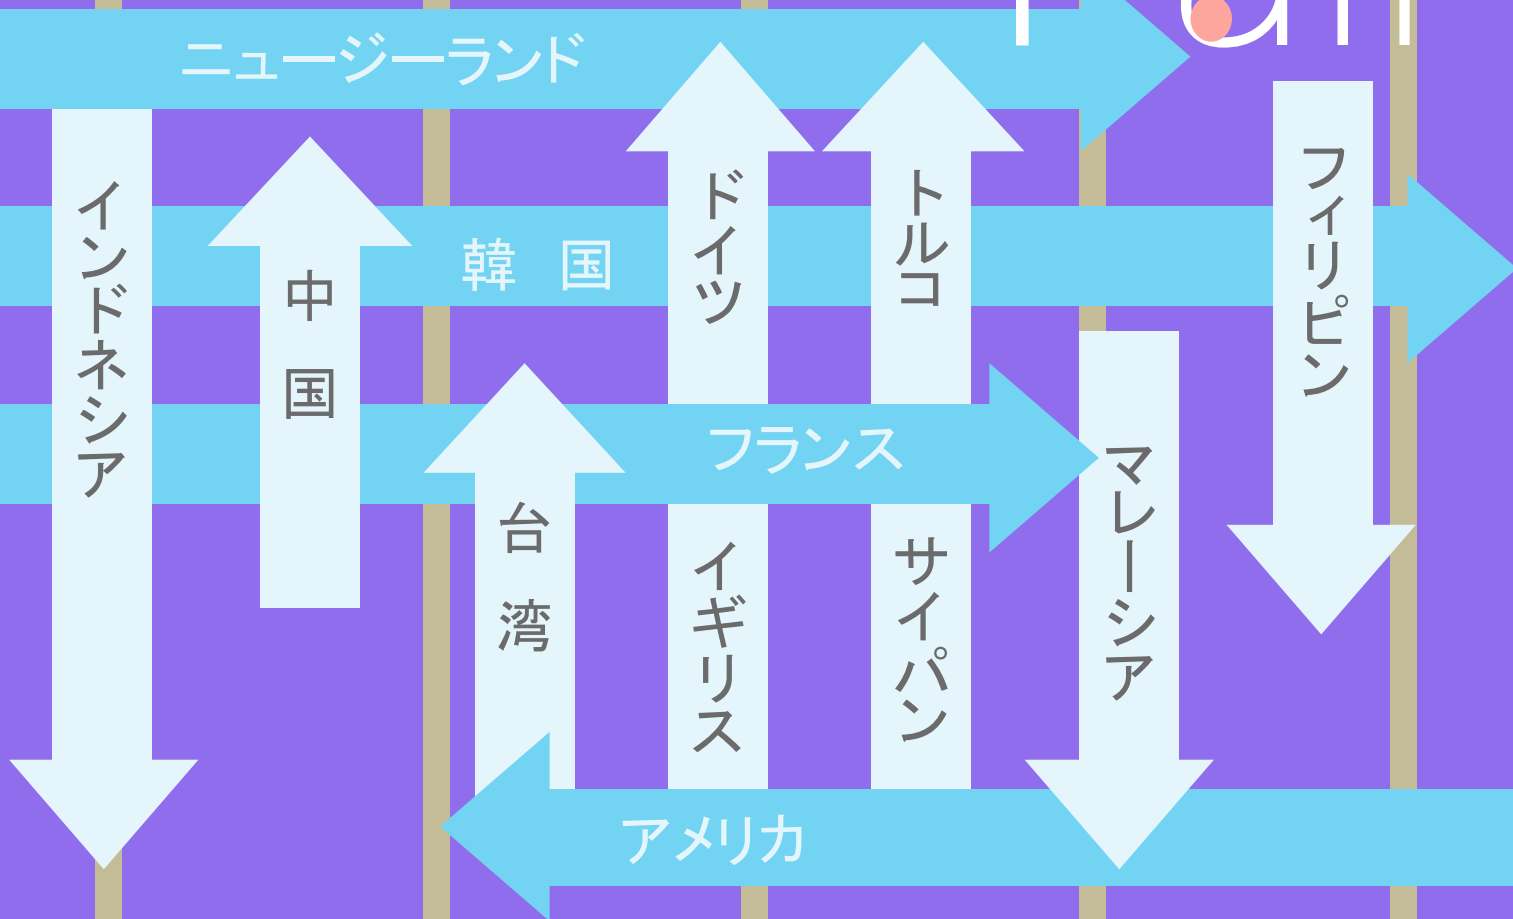 ニュージーランド
インドネシア
中国
韓国
ドイツ
トルコ
フィリピン
フランス
台湾
イギリス
サイパン
マレーシア
アメリカ